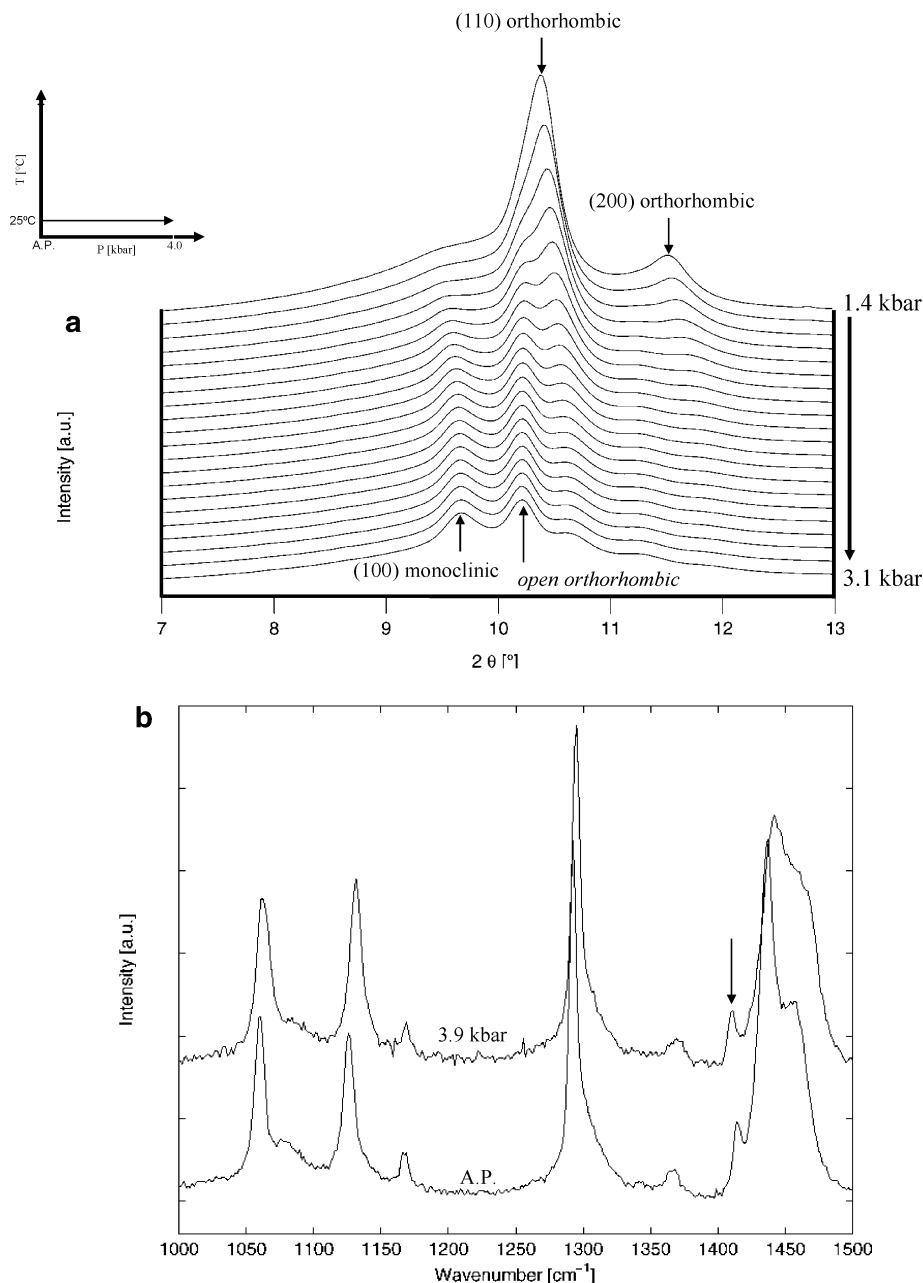 (110) orthorhombic
T [°C]
25°C
A.P.
P [kbar]
4.0
(200) orthorhombic
a
1.4 kbar
Intensity [a.u.]
(100) monoclinic
open orthorhombic
3.1 kbar
7 8 9 10 11 12 13
2 θ [°]
b
Intensity [a.u.]
3.9 kbar
A.P.
1000 1050 1100 1150 1200 1250 1300 1350 1400 1450 1500
Wavenumber [cm⁻¹]